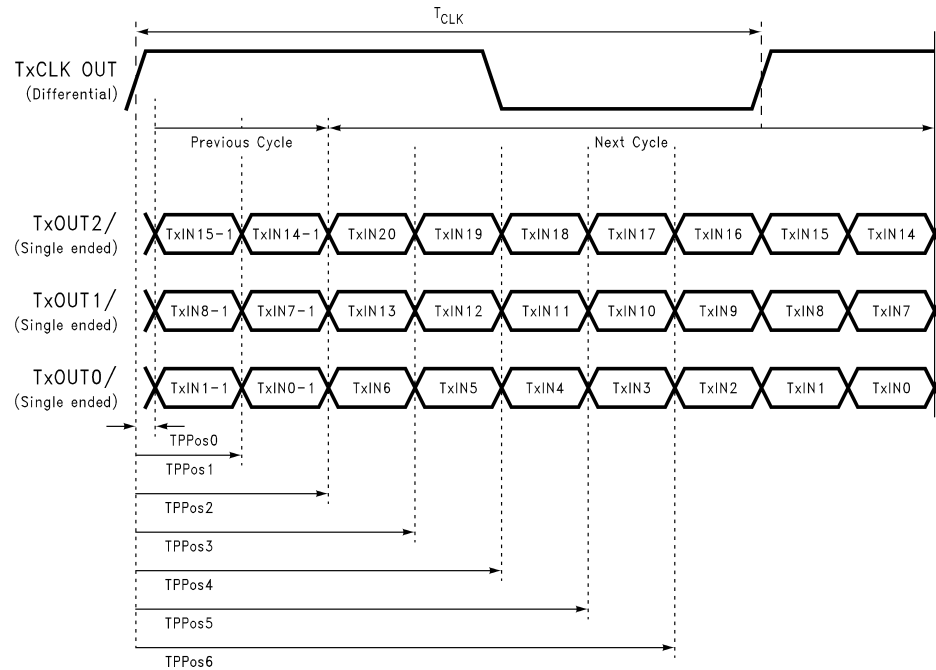 TCLK
TxCLK OUT
(Differential)
Previous Cycle
Next Cycle
TxOUT2/
(Single ended)
TxIN15-1 TxIN14-1 TxIN20 TxIN19 TxIN18 TxIN17 TxIN16 TxIN15 TxIN14
TxOUT1/
(Single ended)
TxIN8-1 TxIN7-1 TxIN13 TxIN12 TxIN11 TxIN10 TxIN9 TxIN8 TxIN7
TxOUT0/
(Single ended)
TxIN1-1 TxIN0-1 TxIN6 TxIN5 TxIN4 TxIN3 TxIN2 TxIN1 TxIN0
TPPos0
TPPos1
TPPos2
TPPos3
TPPos4
TPPos5
TPPos6